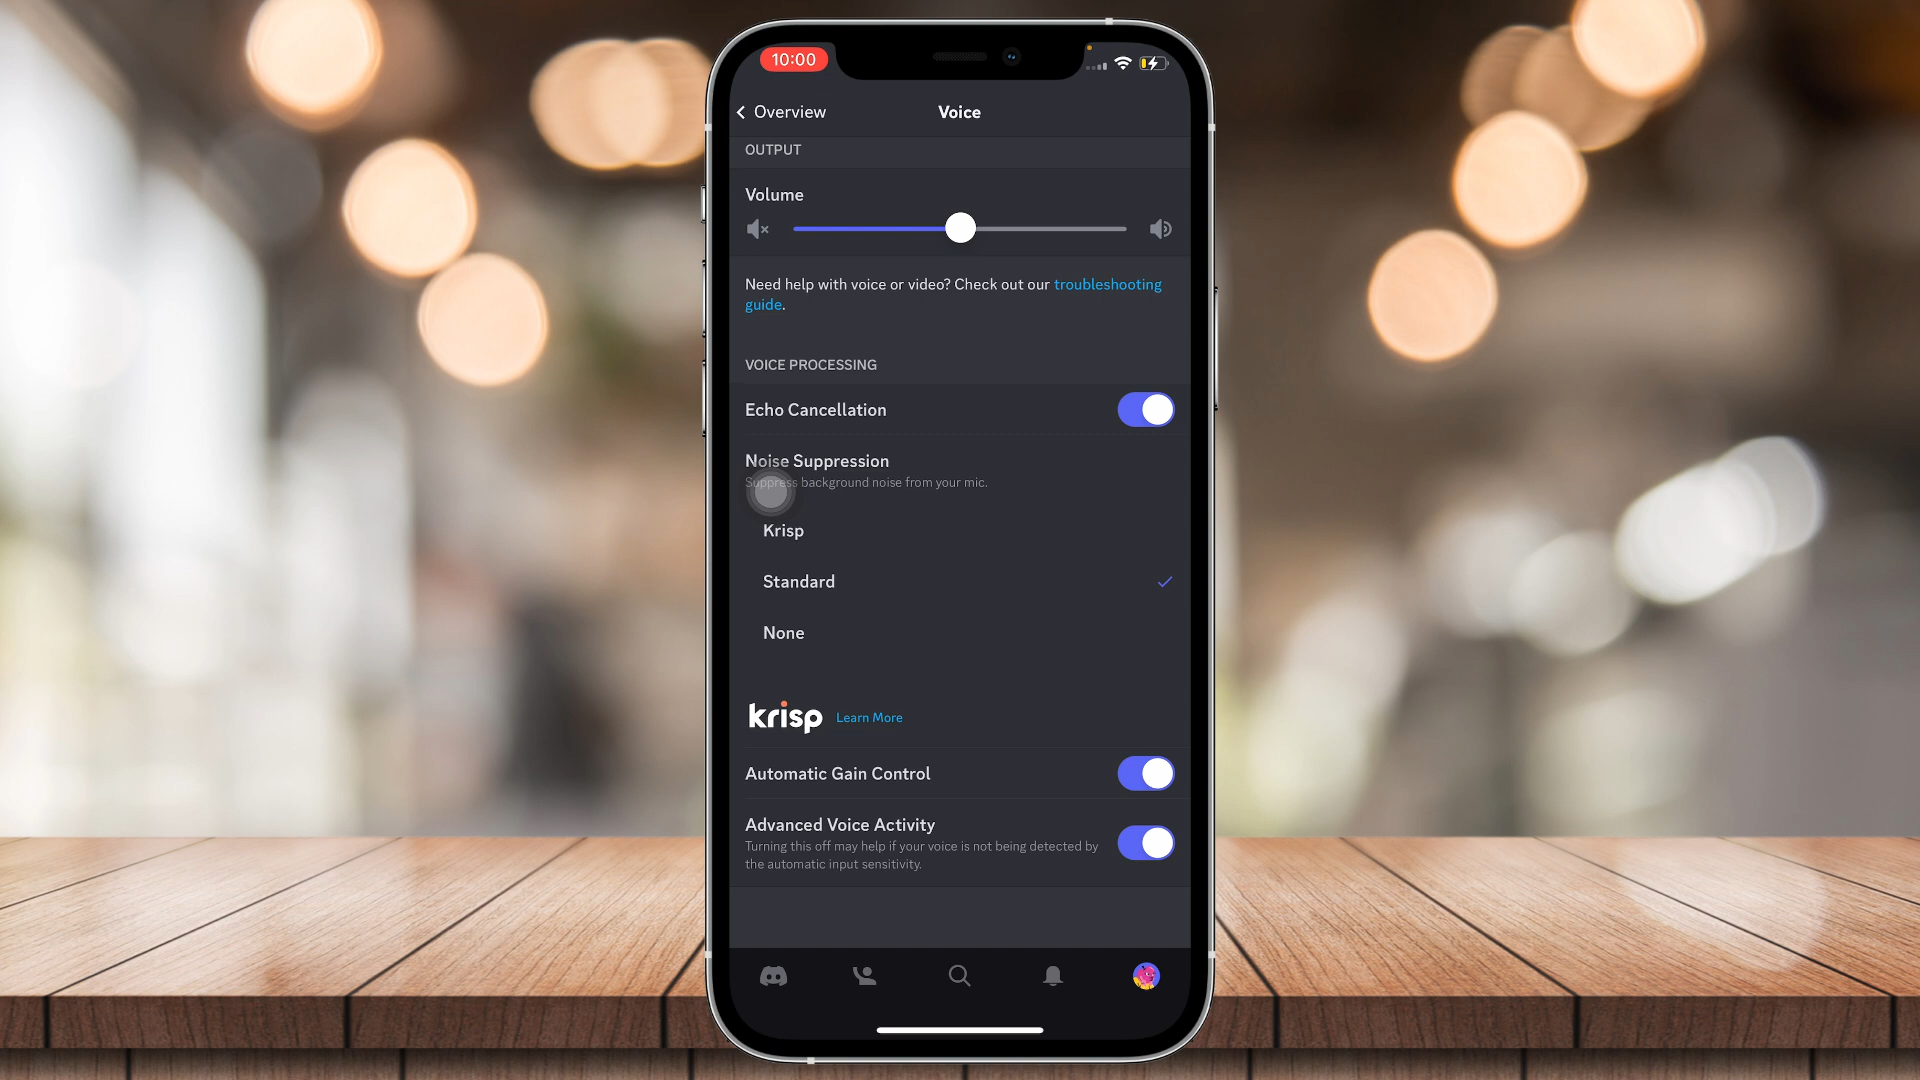 10:00
Overview
Voice
OUTPUT
Volume
Need help with voice or video? Check out our troubleshooting
guide.
VOICE PROCESSING
Echo Cancellation
Noise Suppression
Suppress background noise from your mic.
Krisp
Standard
None
krisp Learn More
Automatic Gain Control
Advanced Voice Activity
Turning this off may help if your voice is not being detected by
the automatic input sensitivity.